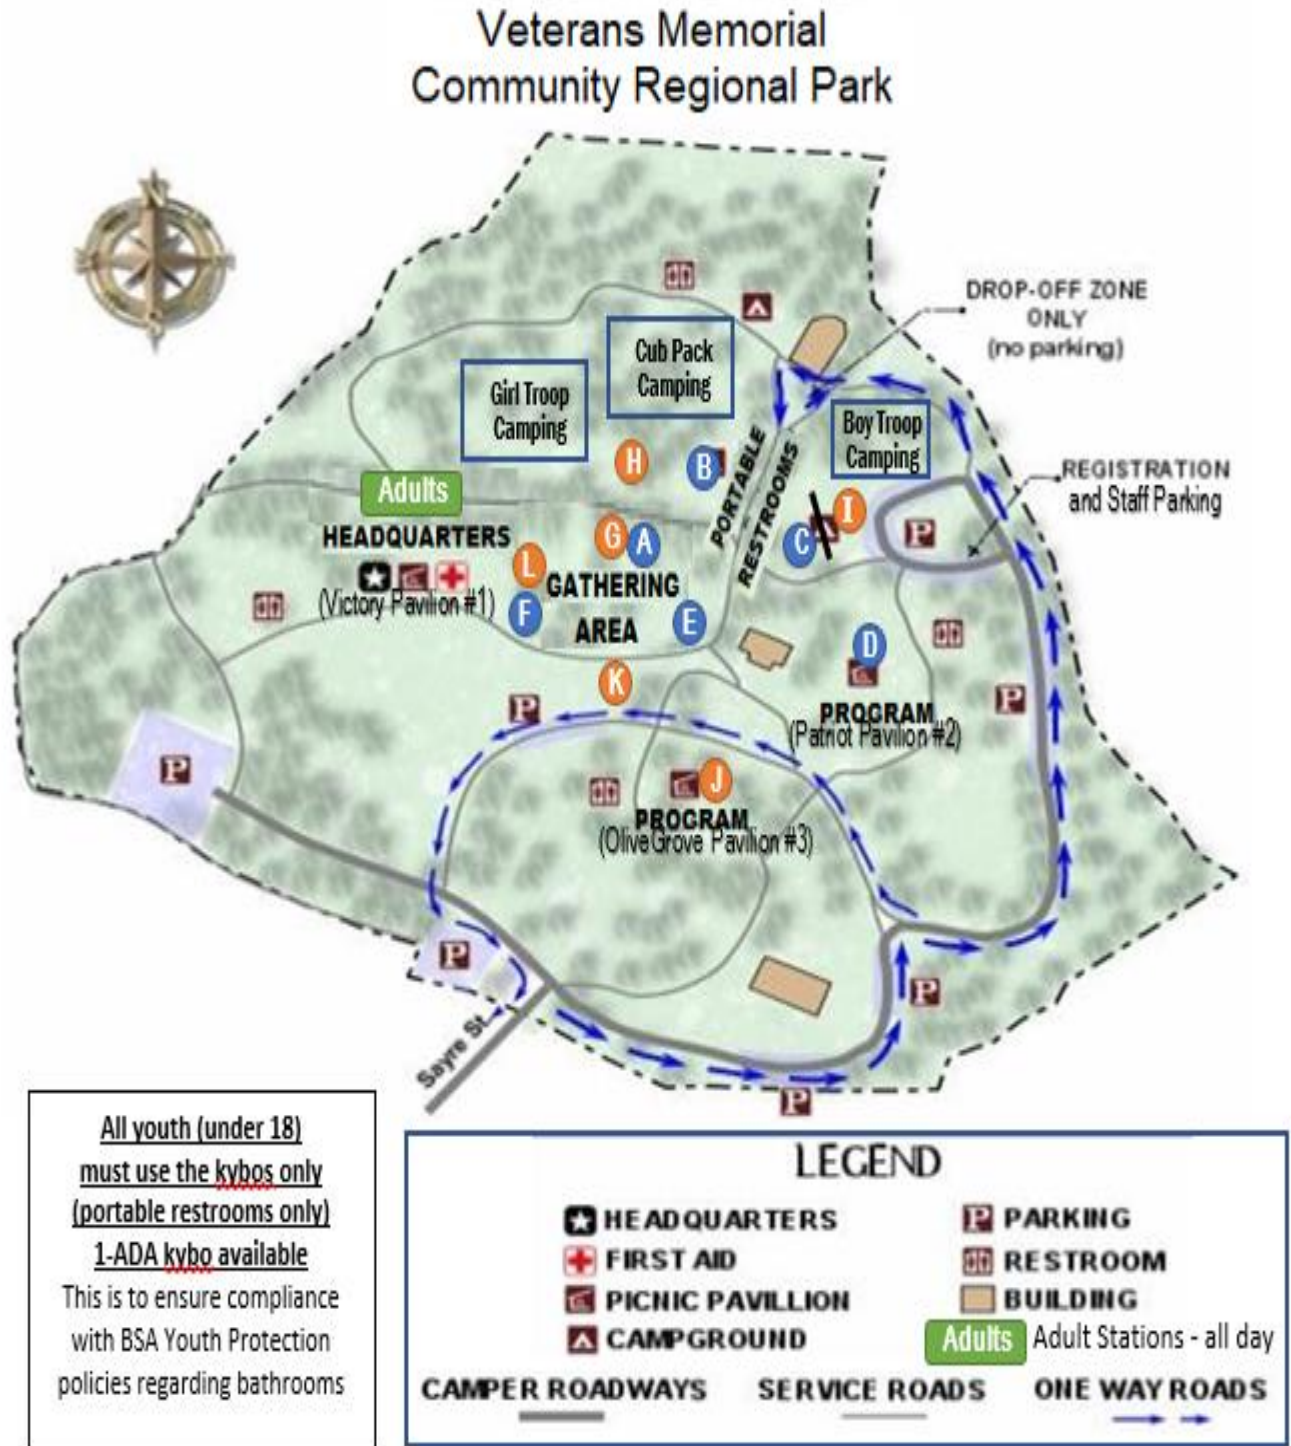 Veterans Memorial
Community Regional Park
N
DROP-OFF ZONE
ONLY
(no parking)
Cub Pack
Camping
Girl Troop
Camping
Boy Troop
Camping
H
B
PORTABLE
RESTROOMS
REGISTRATION
and Staff Parking
Adults
I
P
HEADQUARTERS
G
A
C
L
GATHERING
(Victory Pavilion #1)
F
AREA
E
D
K
P
P
PROGRAM
(Patriot Pavilion #2)
P
J
PROGRAM
(Olive Grove Pavilion #3)
P
P
Sayre St.
P
All youth (under 18)
must use the kybos only
(portable restrooms only)
1-ADA kybo available
This is to ensure compliance
with BSA Youth Protection
policies regarding bathrooms
LEGEND
HEADQUARTERS
P PARKING
FIRST AID
RESTROOM
PICNIC PAVILLION
BUILDING
CAMPGROUND
Adults Adult Stations - all day
CAMPER ROADWAYS
SERVICE ROADS
ONE WAY ROADS